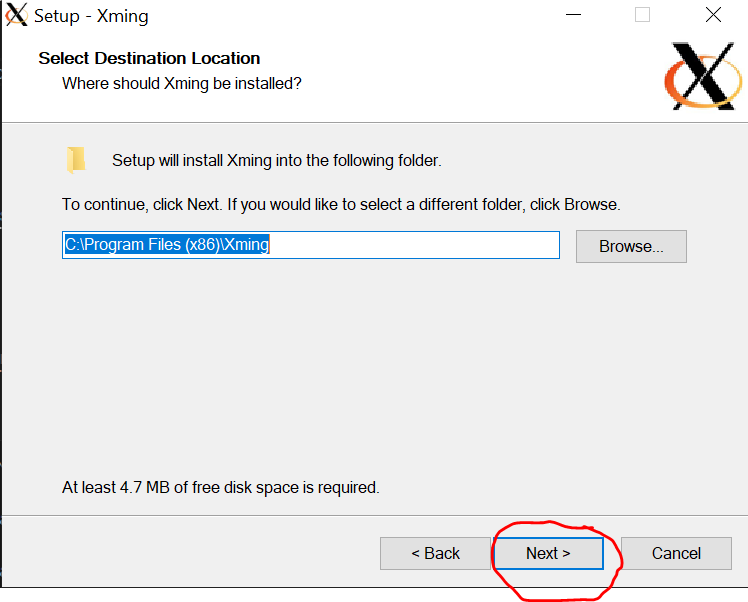 Setup - Xming
Select Destination Location
Where should Xming be installed?
Setup will install Xming into the following folder.
To continue, click Next. If you would like to select a different folder, click Browse.
C:\Program Files (x86)\Xming
Browse...
At least 4.7 MB of free disk space is required.
< Back
Next >
Cancel